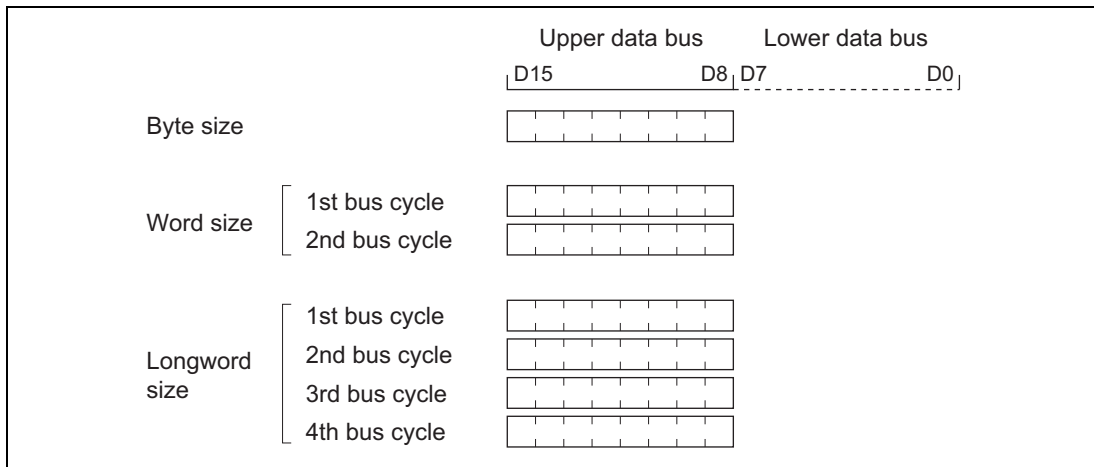 Upper data bus Lower data bus
D15 D8 D7 D0
Byte size
Word size
1st bus cycle
2nd bus cycle
Longword
size
1st bus cycle
2nd bus cycle
3rd bus cycle
4th bus cycle